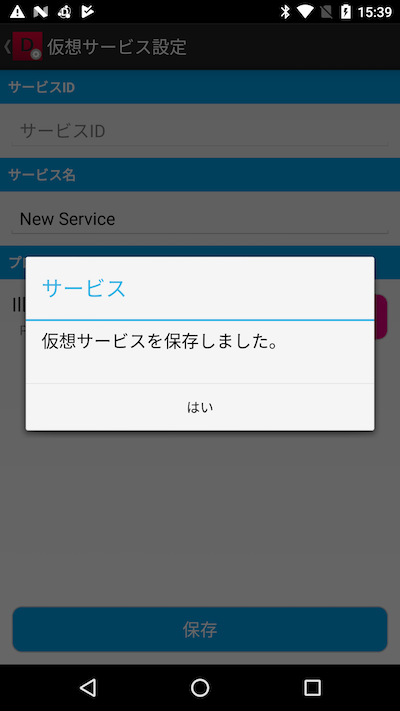 15:39
D 仮想サービス設定
サービスID
サービスID
サービス名
New Service
サービス
仮想サービスを保存しました。
はい
保存